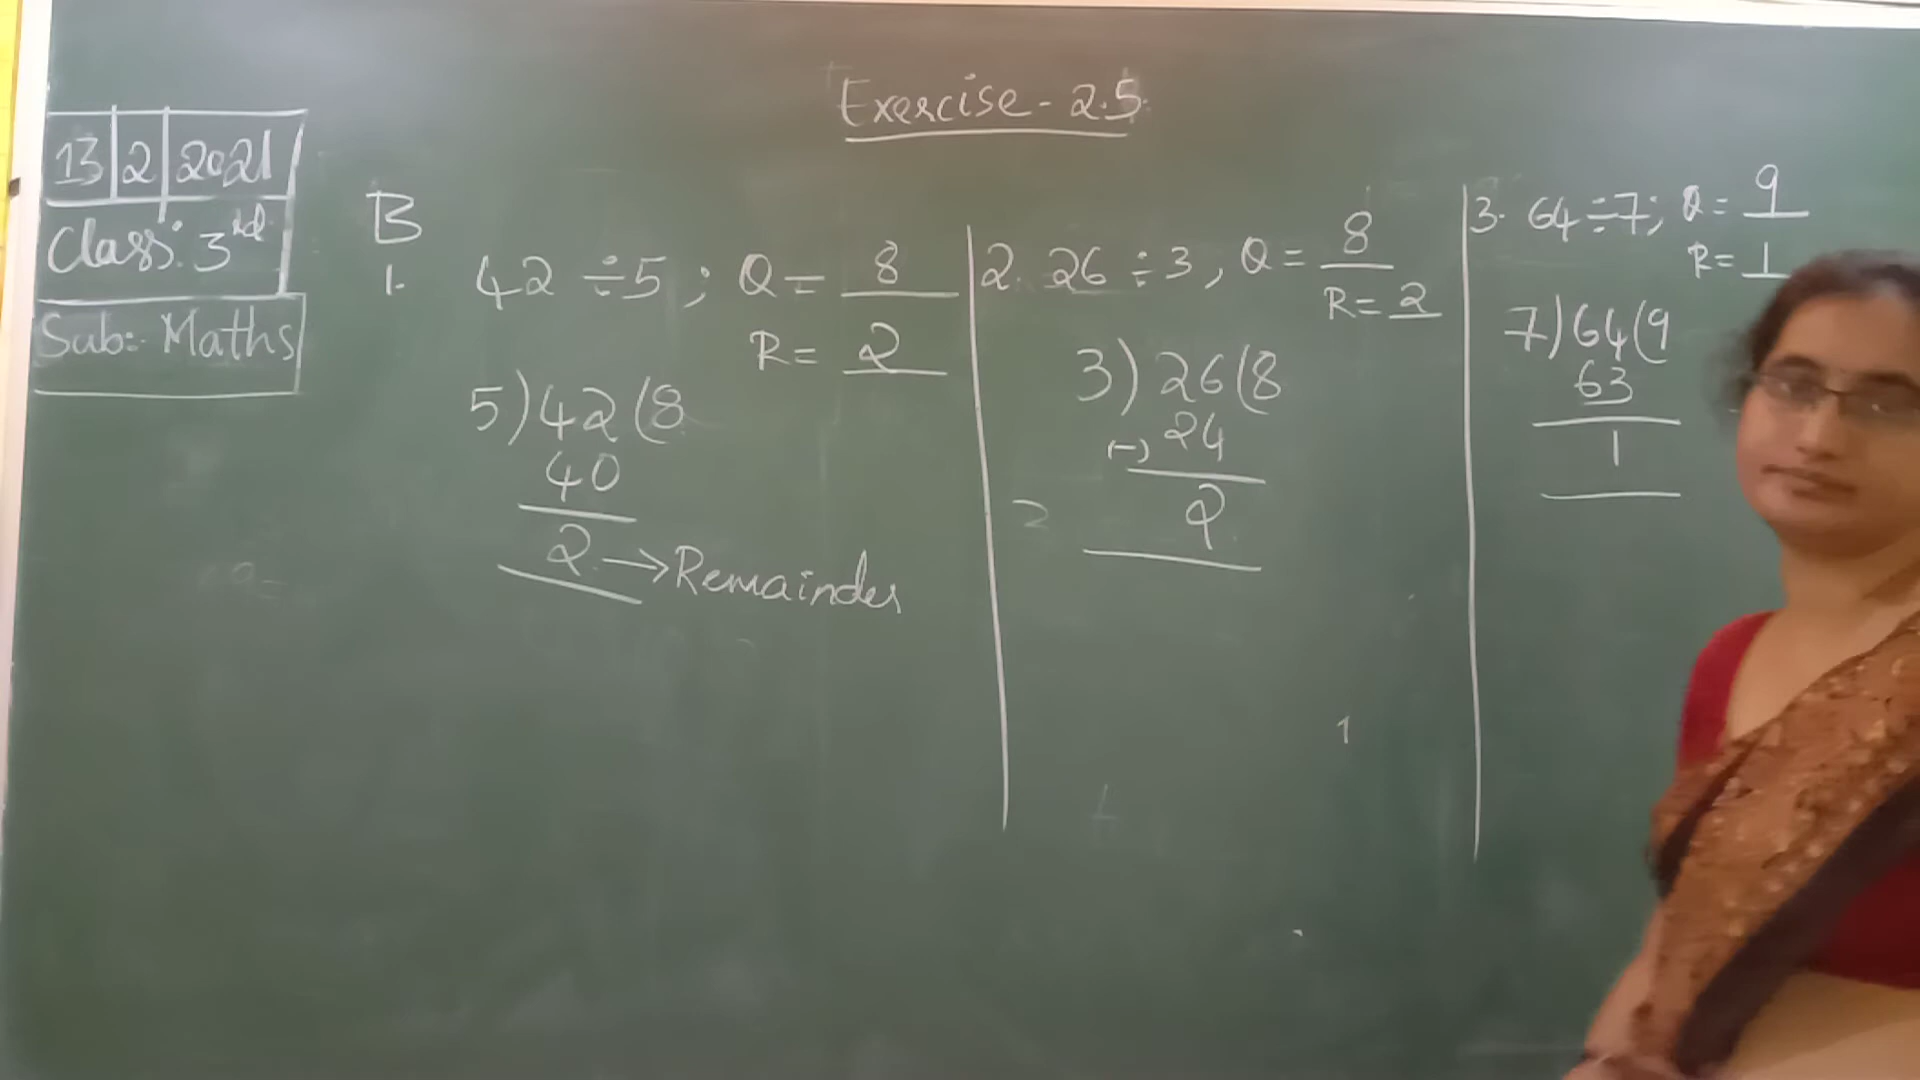 Exercise - 2.5
13 2 2021
Class: 3rd
Sub:- Maths
B
1. 42 ÷ 5 ; Q = 8
R = 2
5)42(8
40
2 → Remainder
2. 26 ÷ 3, Q = 8
R = 2
3)26(8
(-) 24
2
3. 64 ÷ 7; Q = 9
R = 1
7)64(9
63
1